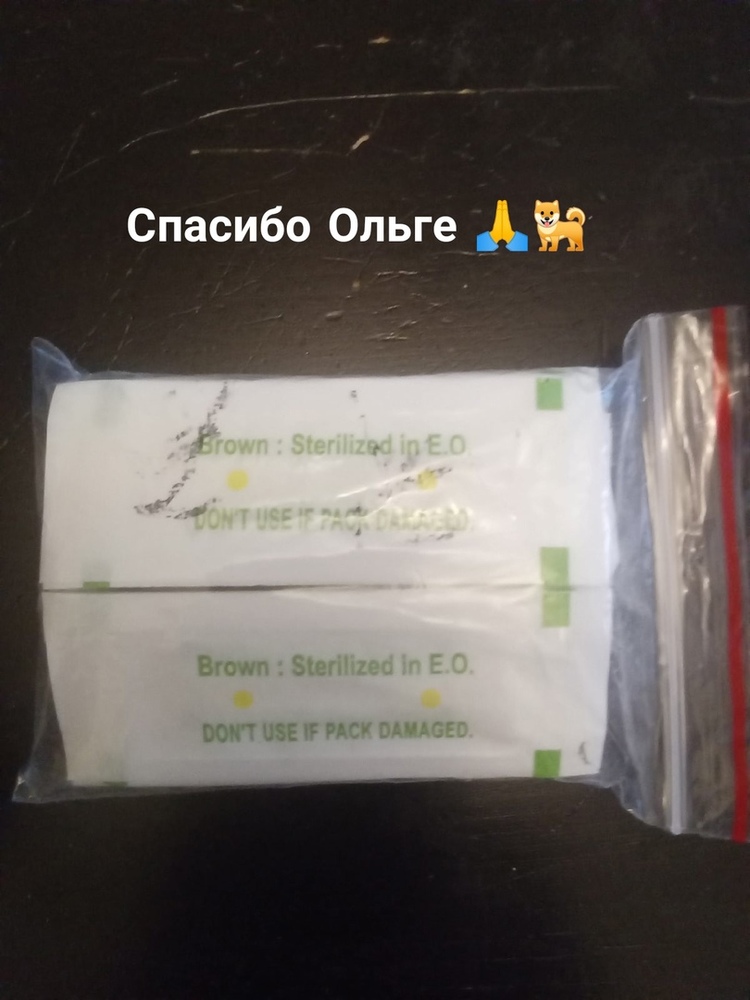 Спасибо Ольге 🙏🐕
Brown : Sterilized in E.O
DON'T USE IF PACK DAMAGED.
Brown : Sterilized in E.O.
DON'T USE IF PACK DAMAGED.